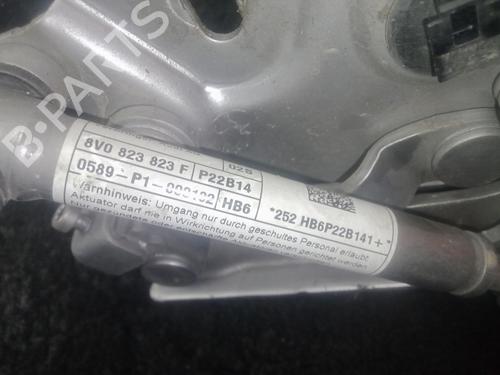 B-PARTS
8V0 823 823 F P22B14 02S
0589-P1-000102 HB6
*252 HB6P22B141+*
Warnhinweis: Umgang nur durch geschultes Personal erlaubt
Aktuator darf nie in Wirkrichtung auf Personen gerichtet werden